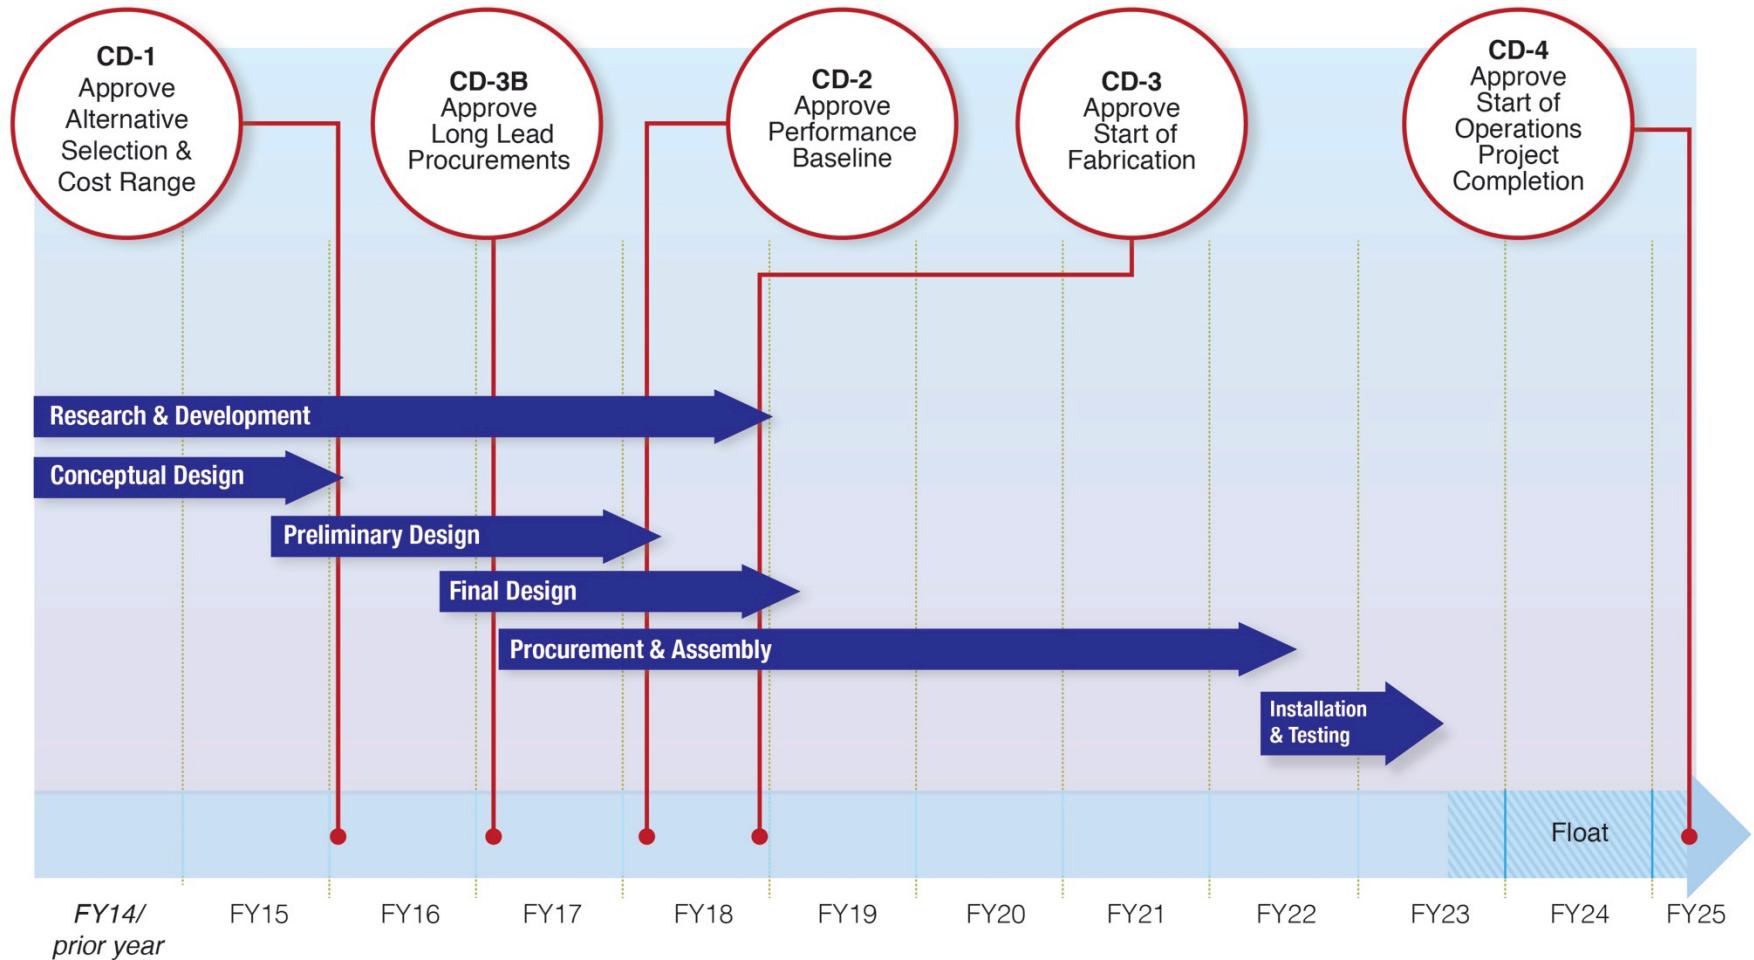 CD-1
Approve
Alternative
Selection &
Cost Range
CD-3B
Approve
Long Lead
Procurements
CD-2
Approve
Performance
Baseline
CD-3
Approve
Start of
Fabrication
CD-4
Approve
Start of
Operations
Project
Completion
Research & Development
Conceptual Design
Preliminary Design
Final Design
Procurement & Assembly
Installation
& Testing
Float
FY14/
prior year
FY15
FY16
FY17
FY18
FY19
FY20
FY21
FY22
FY23
FY24
FY25